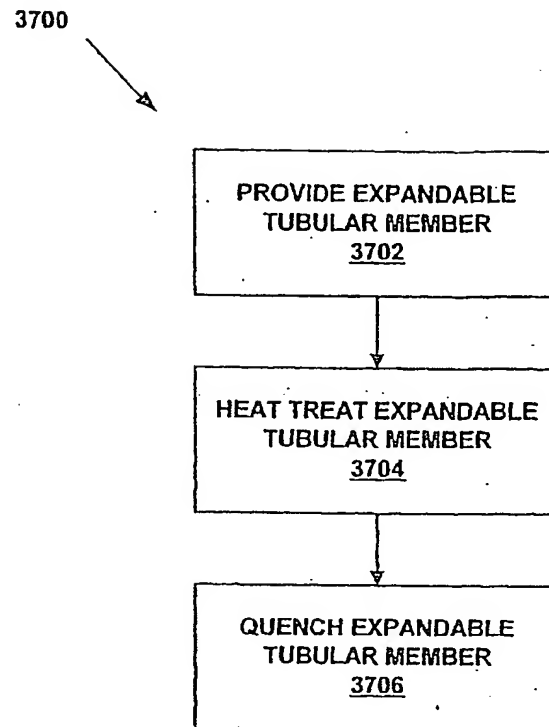 3700
PROVIDE EXPANDABLE
TUBULAR MEMBER
3702
HEAT TREAT EXPANDABLE
TUBULAR MEMBER
3704
QUENCH EXPANDABLE
TUBULAR MEMBER
3706